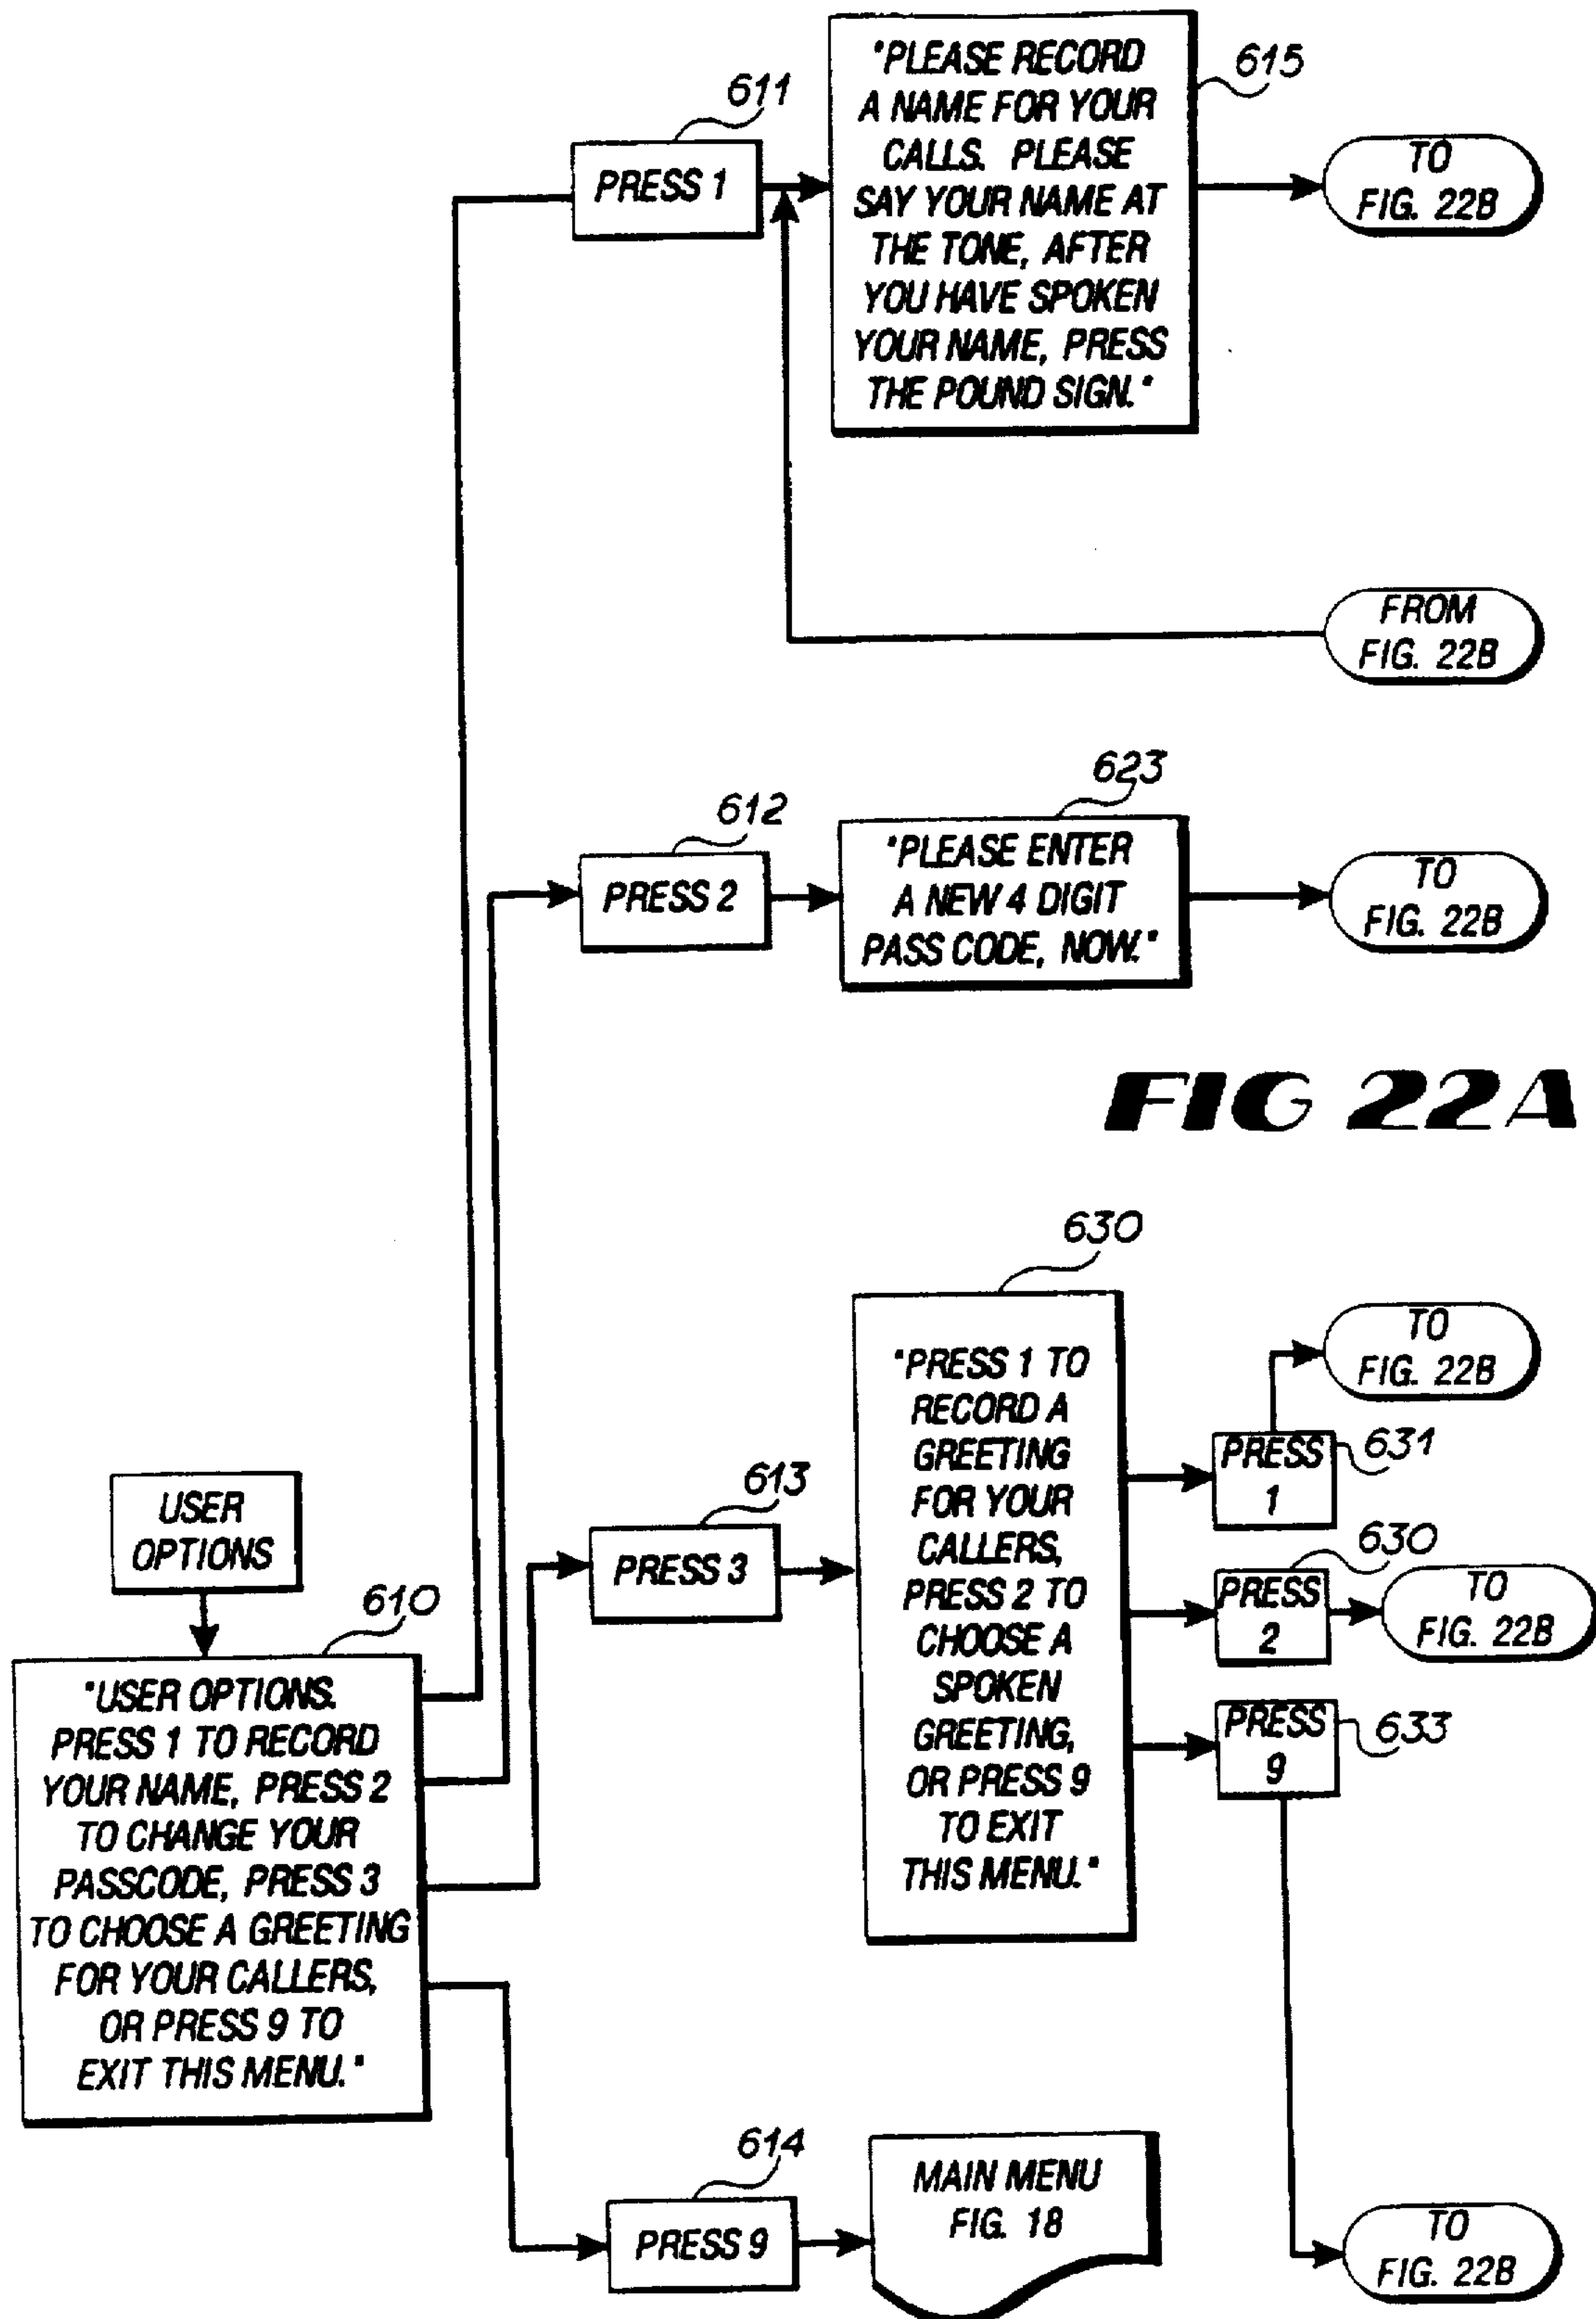 611
PRESS 1
"PLEASE RECORD
A NAME FOR YOUR
CALLS. PLEASE
SAY YOUR NAME AT
THE TONE, AFTER
YOU HAVE SPOKEN
YOUR NAME, PRESS
THE POUND SIGN."
615
TO
FIG. 22B
FROM
FIG. 22B
612
PRESS 2
623
"PLEASE ENTER
A NEW 4 DIGIT
PASS CODE, NOW."
TO
FIG. 22B
FIG 22A
USER
OPTIONS
610
"USER OPTIONS.
PRESS 1 TO RECORD
YOUR NAME, PRESS 2
TO CHANGE YOUR
PASSCODE, PRESS 3
TO CHOOSE A GREETING
FOR YOUR CALLERS,
OR PRESS 9 TO
EXIT THIS MENU."
613
PRESS 3
630
"PRESS 1 TO
RECORD A
GREETING
FOR YOUR
CALLERS,
PRESS 2 TO
CHOOSE A
SPOKEN
GREETING,
OR PRESS 9
TO EXIT
THIS MENU."
TO
FIG. 22B
PRESS
1
631
630
PRESS
2
TO
FIG. 22B
PRESS
9
633
614
PRESS 9
MAIN MENU
FIG. 18
TO
FIG. 22B